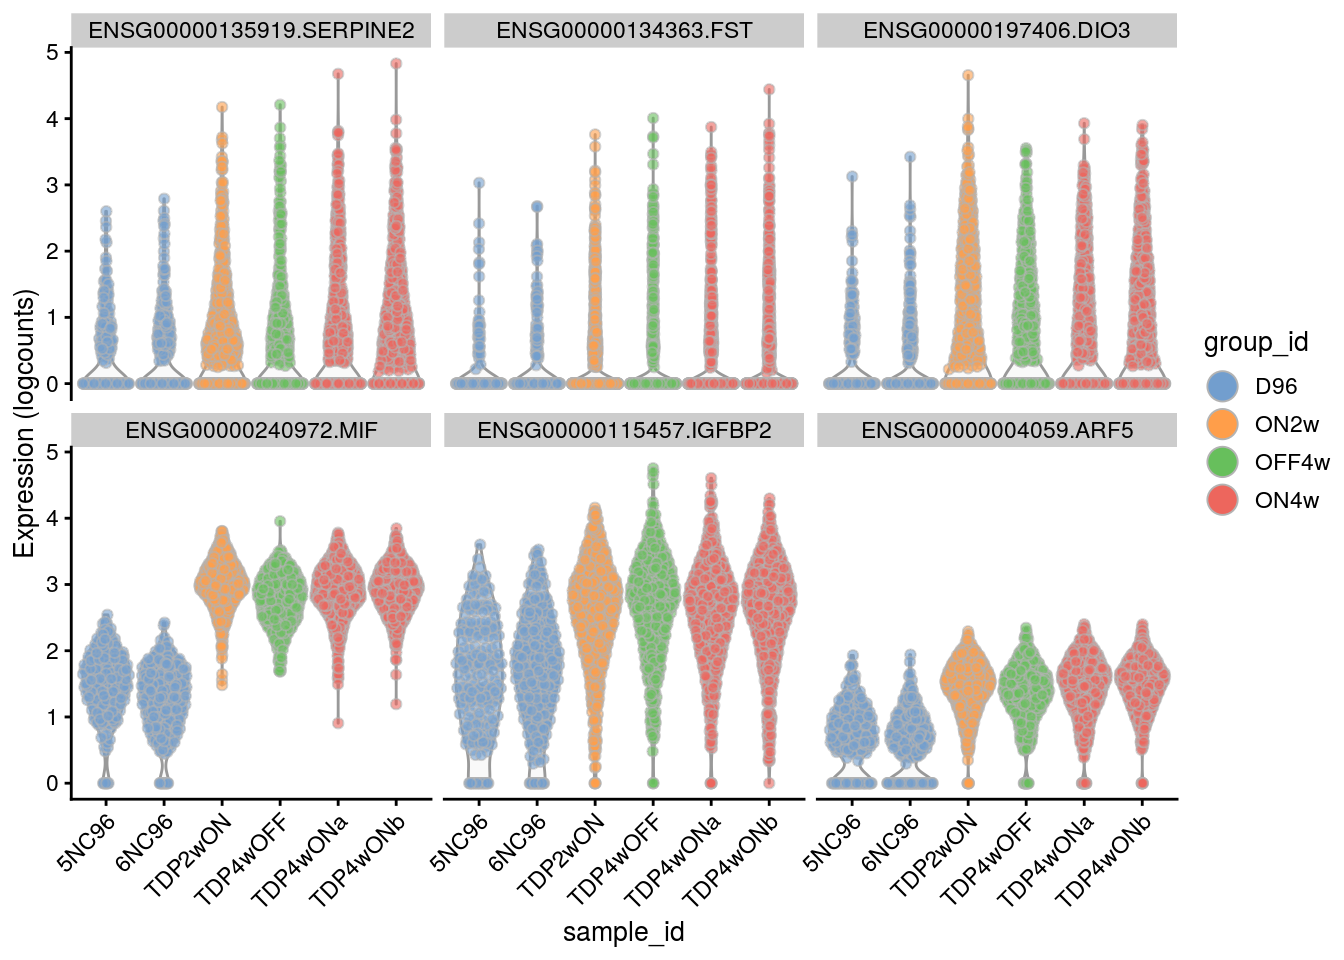 ENSG00000135919.SERPINE2
ENSG00000134363.FST
ENSG00000197406.DIO3
5
4
3
2
1
0
ENSG00000240972.MIF
ENSG00000115457.IGFBP2
ENSG00000004059.ARF5
5
4
3
2
1
0
Expression (logcounts)
5NC96
6NC96
TDP2wON
TDP4wOFF
TDP4wONa
TDP4wONb
5NC96
6NC96
TDP2wON
TDP4wOFF
TDP4wONa
TDP4wONb
5NC96
6NC96
TDP2wON
TDP4wOFF
TDP4wONa
TDP4wONb
sample_id
group_id
D96
ON2w
OFF4w
ON4w